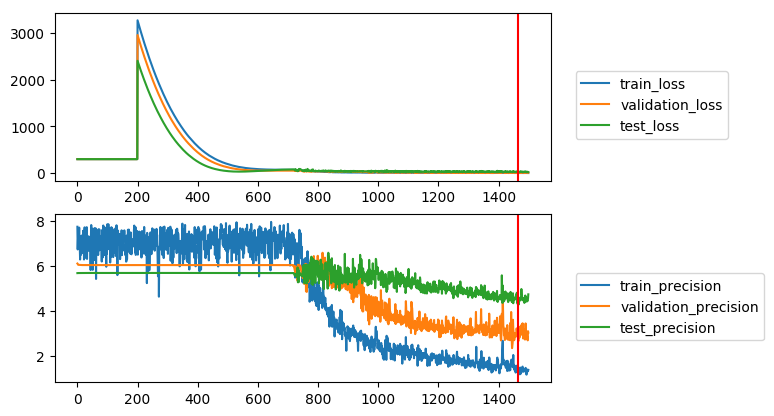 3000
2000
1000
0
0 200 400 600 800 1000 1200 1400
train_loss
validation_loss
test_loss
8
6
4
2
0 200 400 600 800 1000 1200 1400
train_precision
validation_precision
test_precision